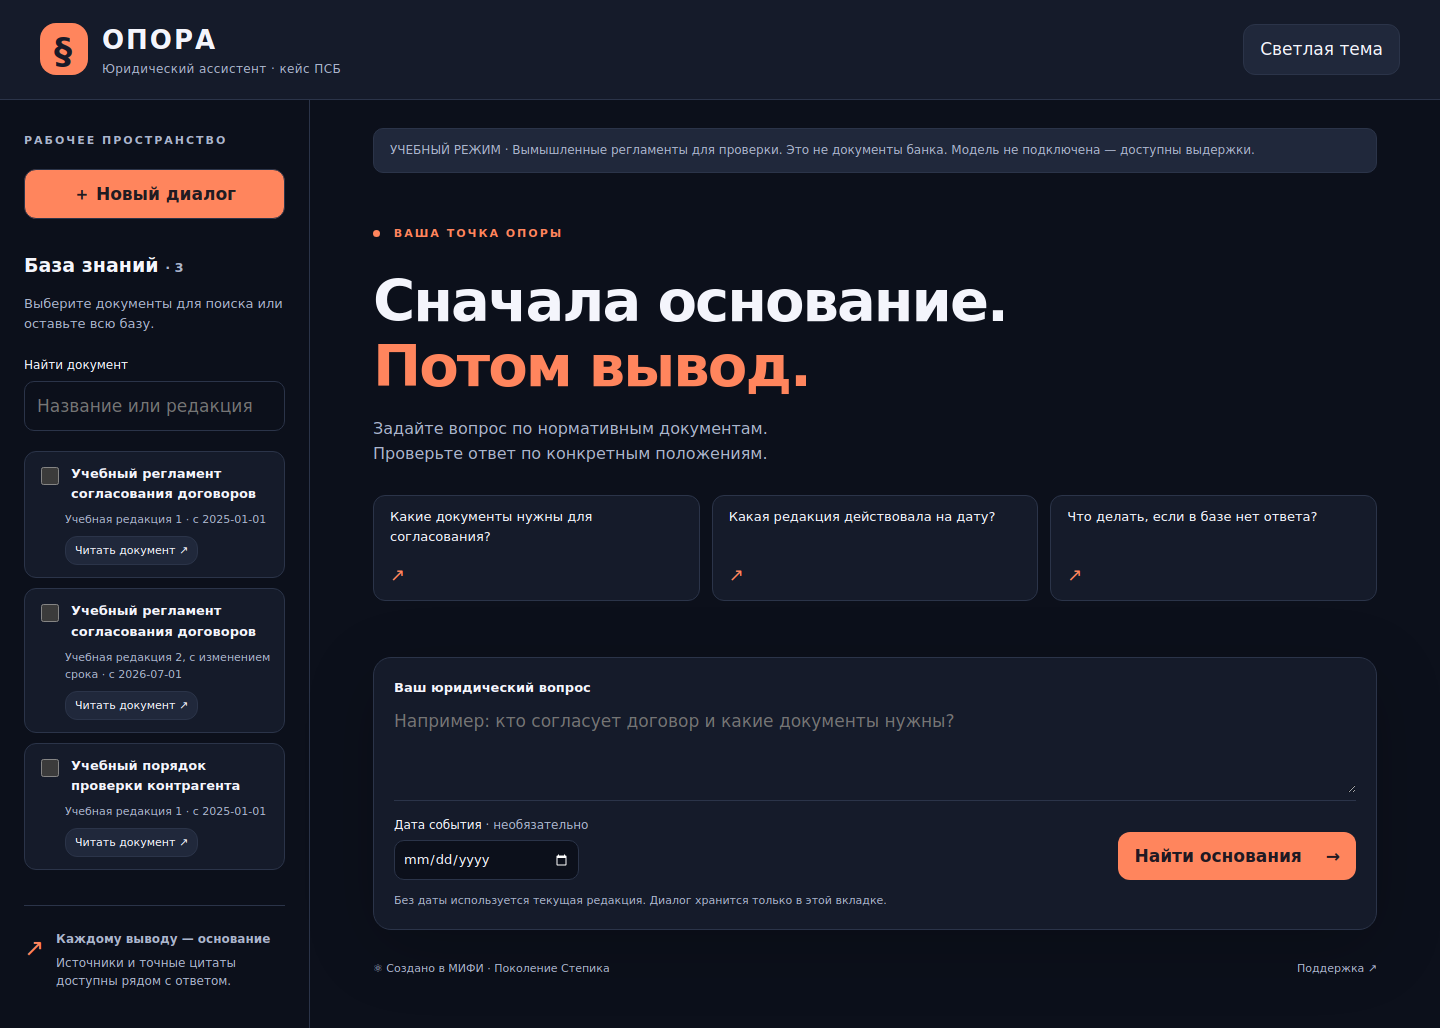 § ОПОРА
Юридический ассистент · кейс ПСБ
Светлая тема
РАБОЧЕЕ ПРОСТРАНСТВО
+ Новый диалог
База знаний · 3
Выберите документы для поиска или
оставьте всю базу.
Найти документ
Название или редакция
Учебный регламент
согласования договоров
Учебная редакция 1 · с 2025-01-01
Читать документ ↗
Учебный регламент
согласования договоров
Учебная редакция 2, с изменением
срока · с 2026-07-01
Читать документ ↗
Учебный порядок
проверки контрагента
Учебная редакция 1 · с 2025-01-01
Читать документ ↗
↗ Каждому выводу — основание
Источники и точные цитаты
доступны рядом с ответом.
УЧЕБНЫЙ РЕЖИМ · Вымышленные регламенты для проверки. Это не документы банка. Модель не подключена — доступны выдержки.
ВАША ТОЧКА ОПОРЫ
Сначала основание.
Потом вывод.
Задайте вопрос по нормативным документам.
Проверьте ответ по конкретным положениям.
Какие документы нужны для
согласования?
↗
Какая редакция действовала на дату?
↗
Что делать, если в базе нет ответа?
↗
Ваш юридический вопрос
Например: кто согласует договор и какие документы нужны?
Дата события · необязательно
mm/dd/yyyy
Найти основания →
Без даты используется текущая редакция. Диалог хранится только в этой вкладке.
⚛ Создано в МИФИ · Поколение Степика
Поддержка ↗